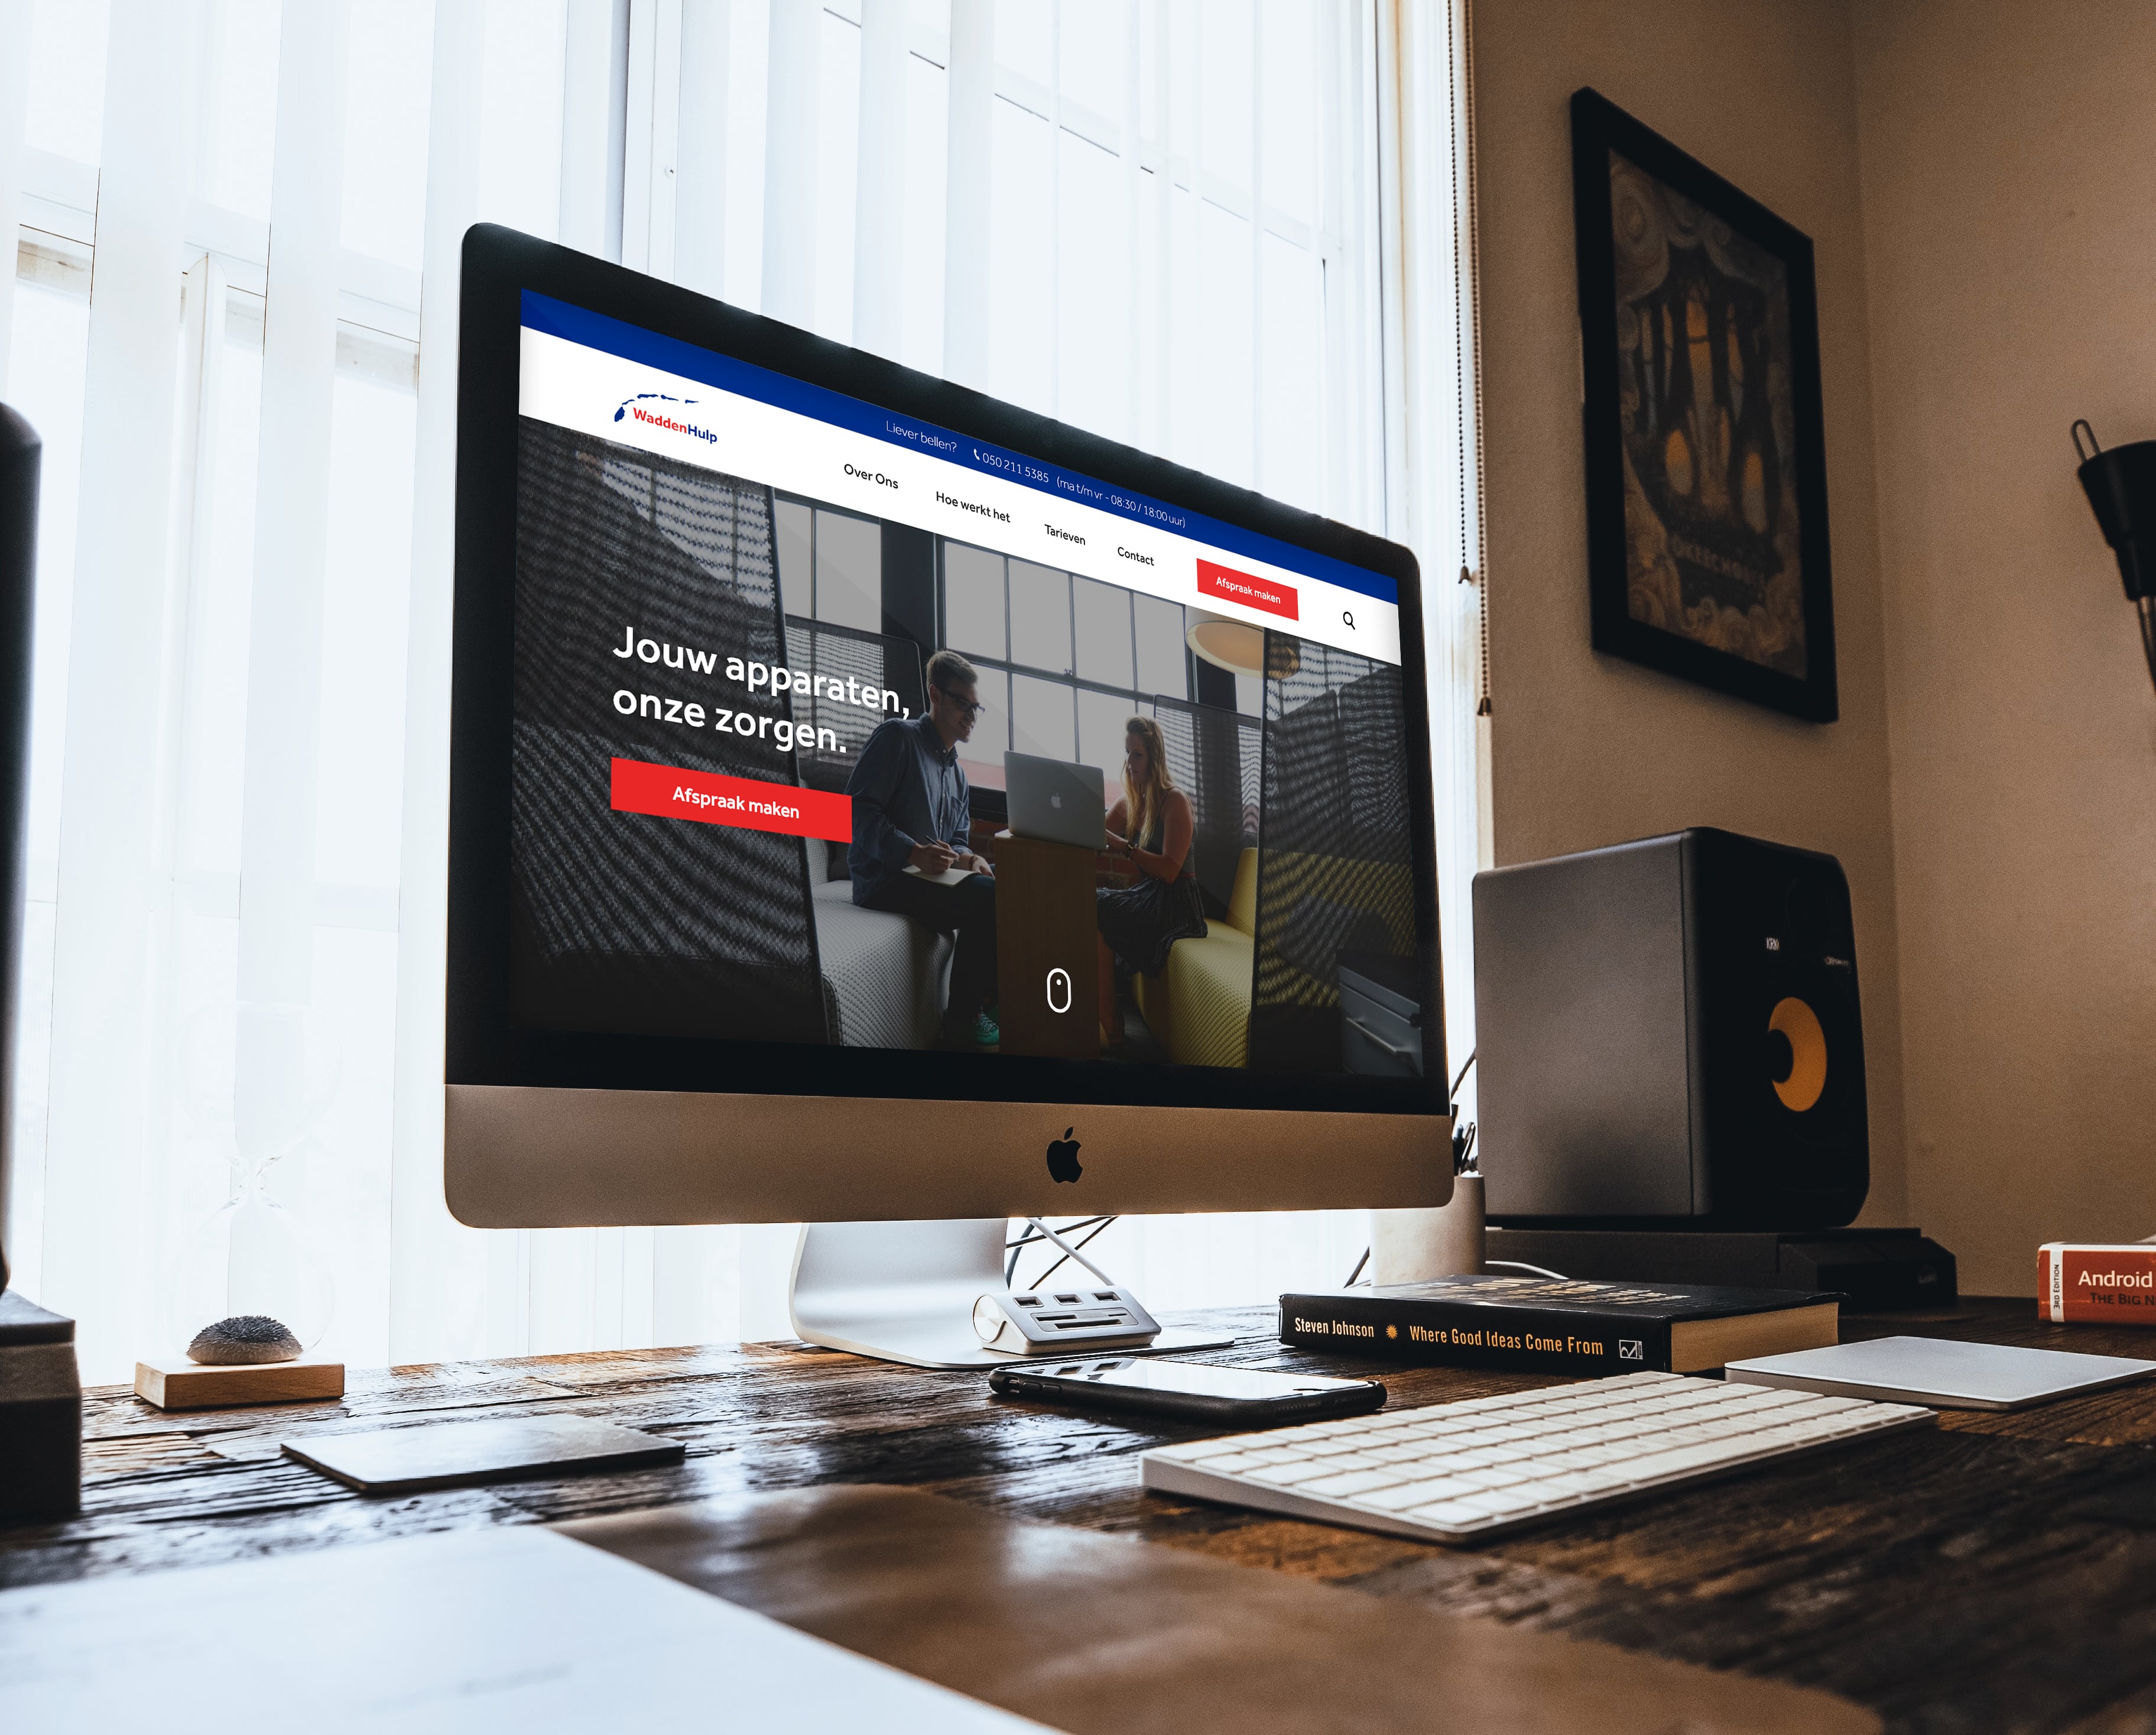 Liever bellen? 050 211 5385 (ma t/m vr - 08:30 / 18:00 uur)
WaddenHulp
Over Ons
Hoe werkt het
Tarieven
Contact
Afspraak maken
Jouw apparaten,
onze zorgen.
Afspraak maken
KRK
Steven Johnson Where Good Ideas Come From
3RD EDITION
Android
THE BIG N